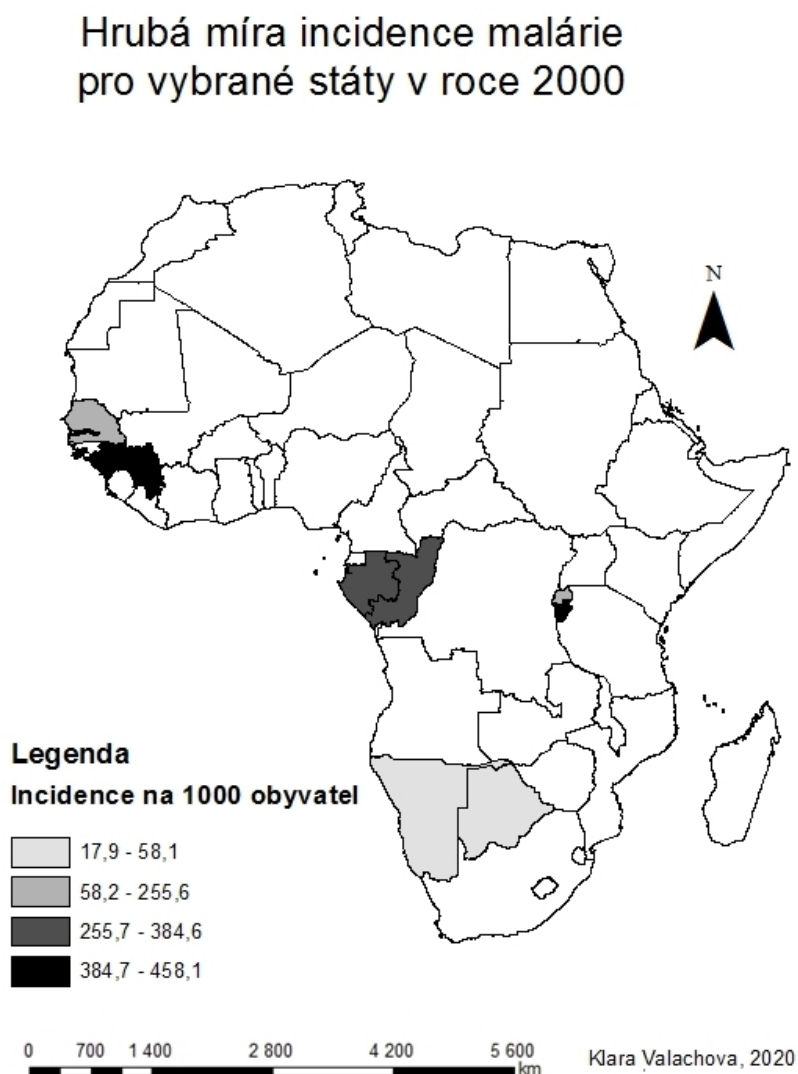 Hrubá míra incidence malárie
pro vybrané státy v roce 2000
N
Legenda
Incidence na 1000 obyvatel
17,9 - 58,1
58,2 - 255,6
255,7 - 384,6
384,7 - 458,1
0 700 1 400 2 800 4 200 5 600
km
Klara Valachova, 2020